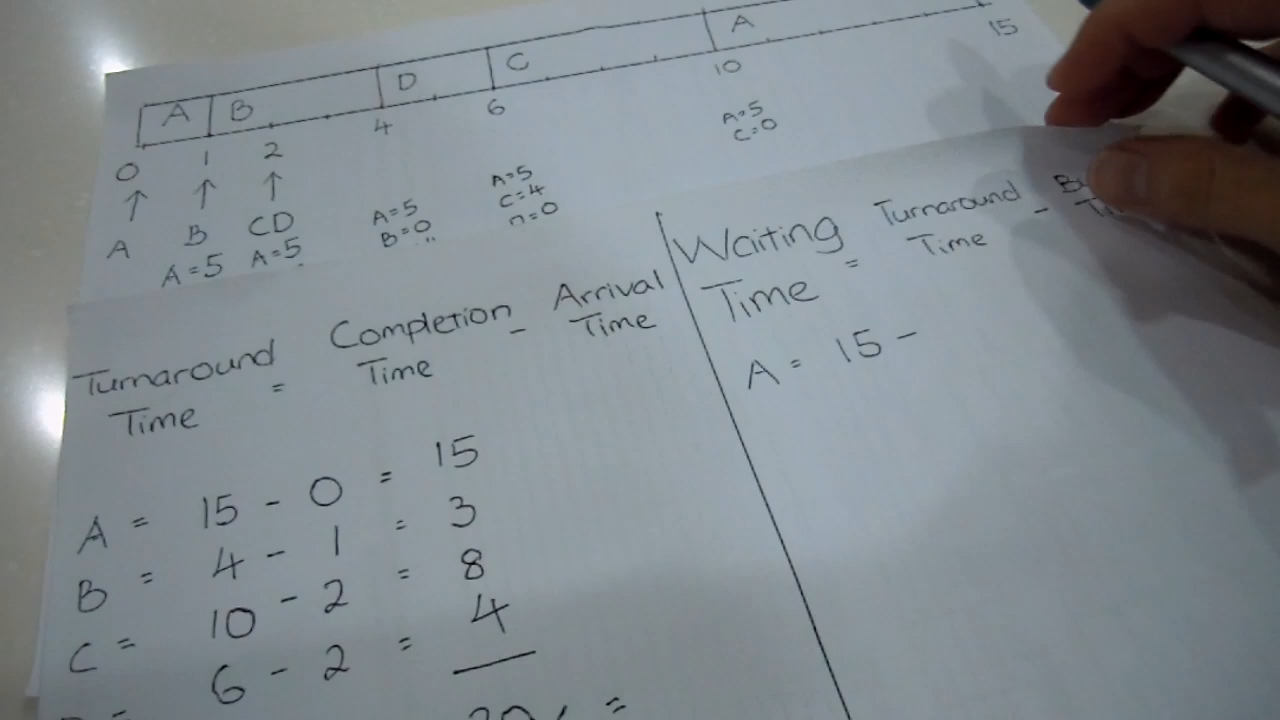 A B D C A
0 1 2 4 6 10 15
A B CD
A=5 A=5 A=5 A=5 A=5
B=0 C=4 C=0
n=0
Turnaround Time = Completion Time - Arrival Time
A = 15 - 0 = 15
B = 4 - 1 = 3
C = 10 - 2 = 8
6 - 2 = 4
Waiting Time = Turnaround Time -
A = 15 -